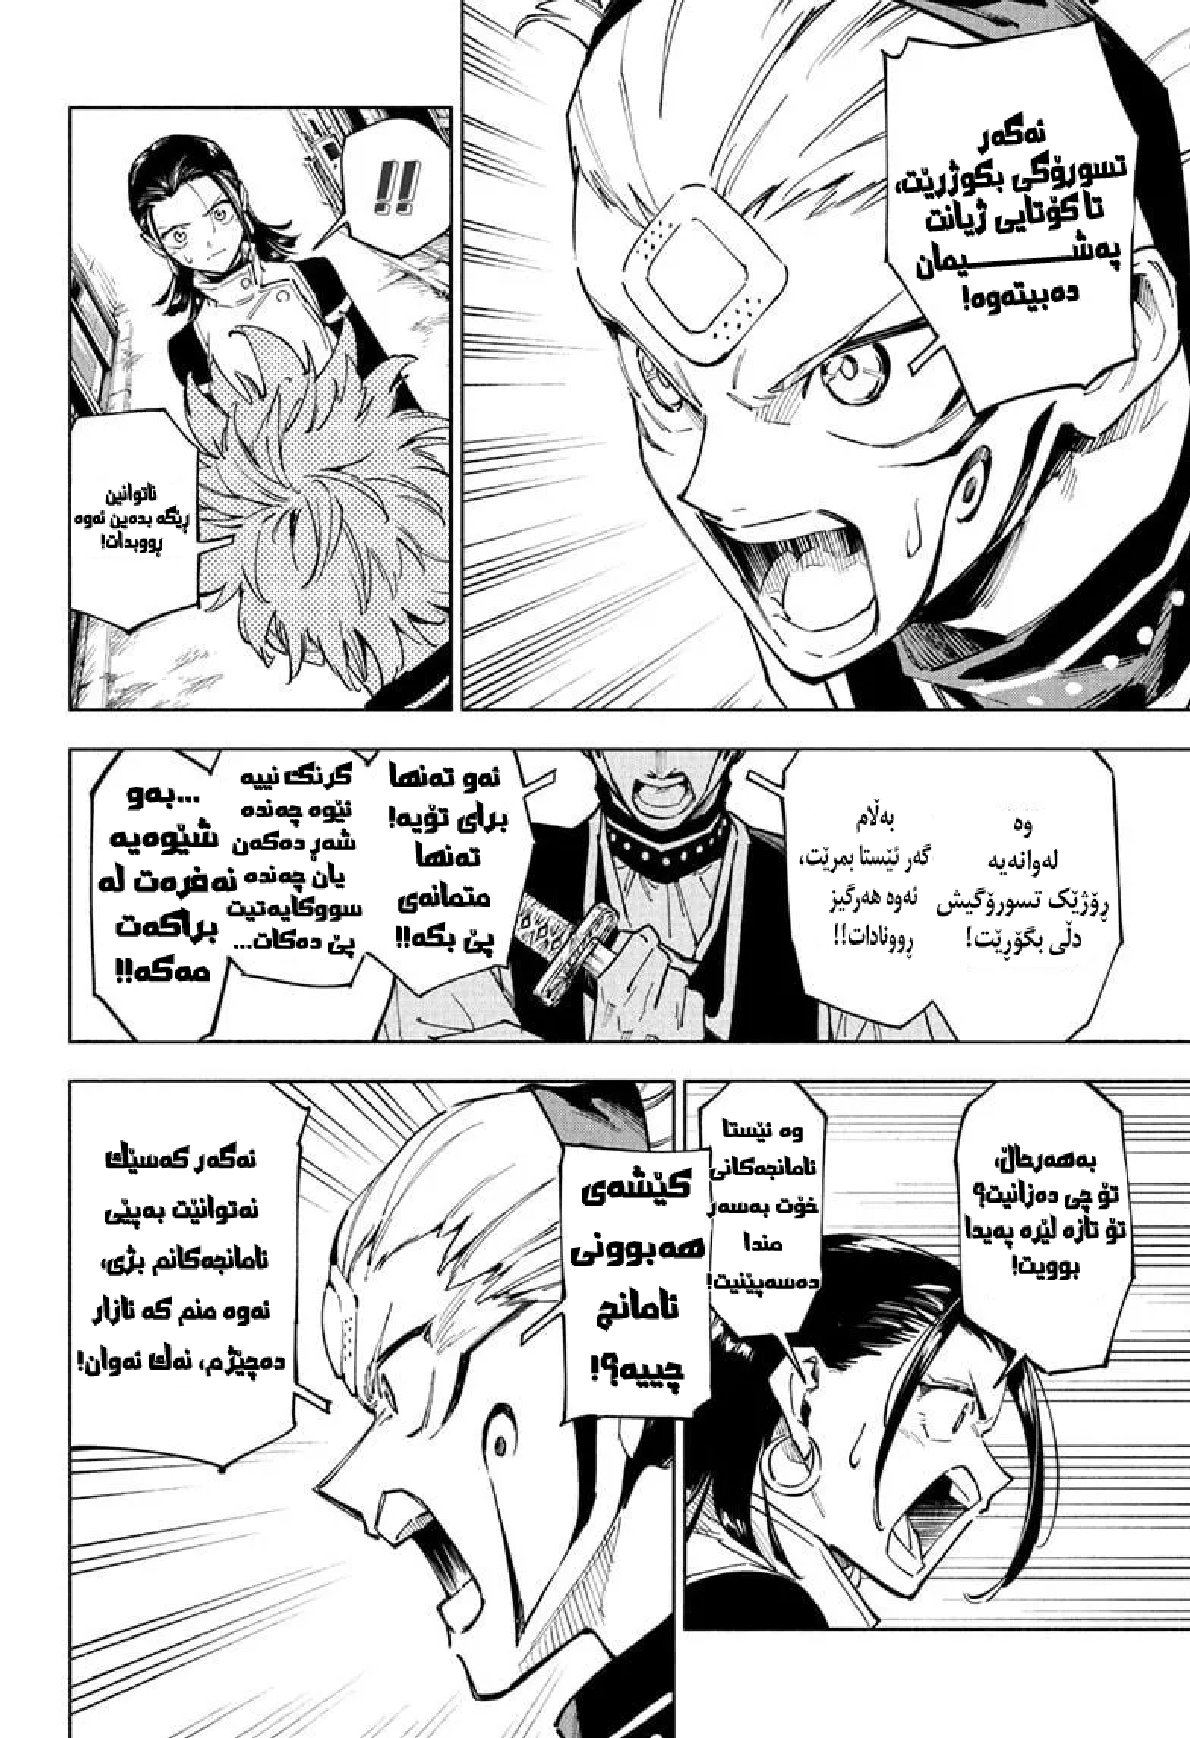 ئەگەر
تسورۆگی بکوژرێت،
تا کۆتایی ژیانت
پەشـــــــــیمان
دەبیتەوە!
!!
ناتوانین
ڕێگە بدەین ئەوە
ڕووبدات!
وە
لەوانەیە
ڕۆژێک تسورۆگیش
دڵی بگۆڕێت!
بەڵام
گەر ئێستا بمرێت،
ئەوە هەرگیز
ڕوونادات!!
ئەو تەنها
برای تۆیە!
تەنها
متمانەی
پێ بکە!!
گرنگ نییە
ئێوە چەندە
شەڕ دەکەن
یان چەندە
سووکایەتیت
پێ دەکات...
...بەو
شێوەیە
نەفرەت لە
براکەت
مەکە!!
بەهەرحاڵ،
تۆ چی دەزانیت؟
تۆ تازە لێرە پەیدا
بوویت!
وە ئێستا
ئامانجەکانی
خۆت بەسەر
مندا
دەسەپێنیت!
کێشەی
هەبوونی
ئامانج
چییە؟!
ئەگەر کەسێك
نەتوانێت بەپێی
ئامانجەکانم بژی،
ئەوە منم کە ئازار
دەچێژم، نەك ئەوان!